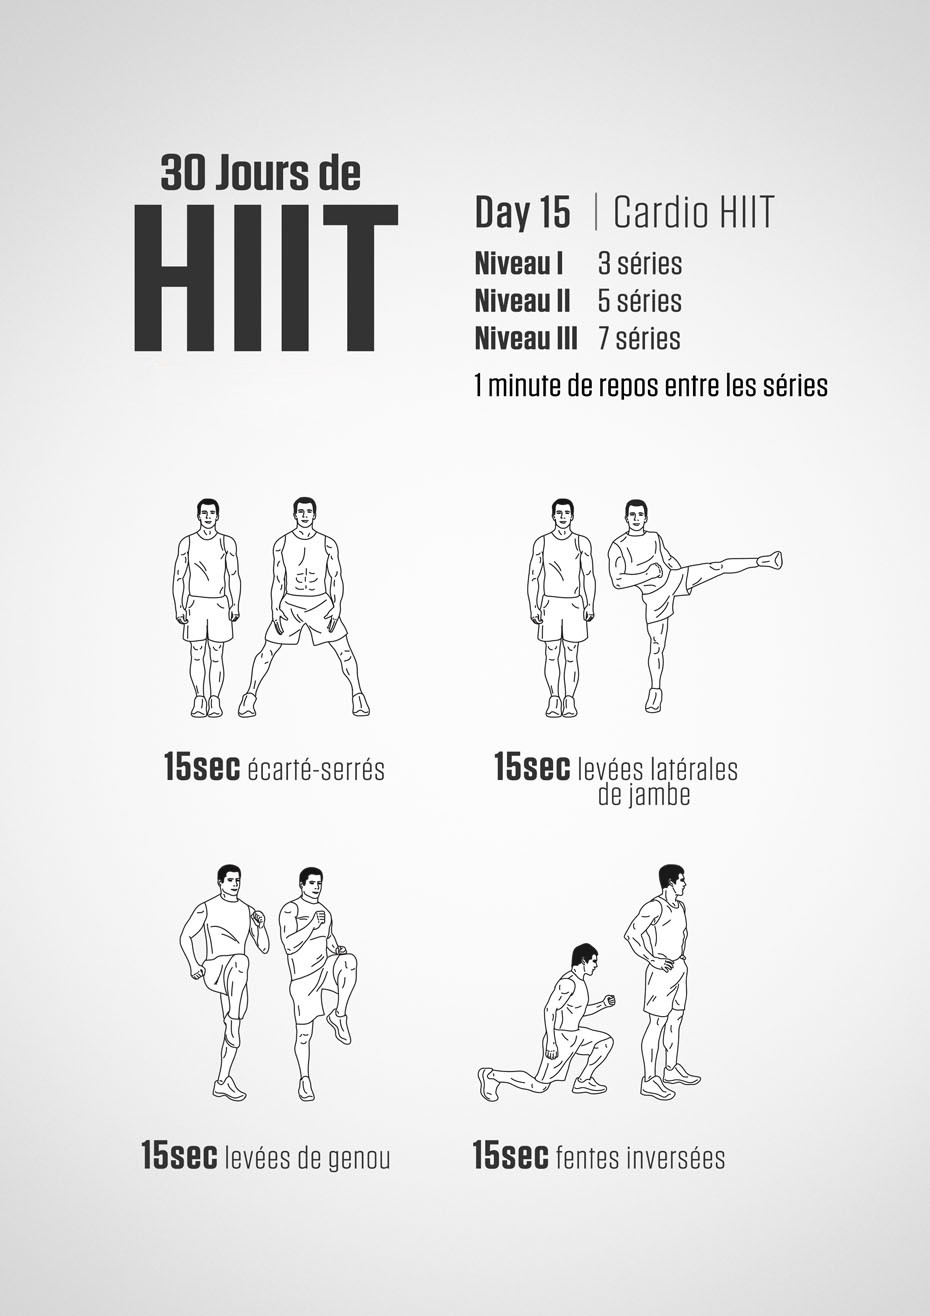 30 Jours de
HIIT
Day 15 | Cardio HIIT
Niveau I 3 séries
Niveau II 5 séries
Niveau III 7 séries
1 minute de repos entre les séries
15sec écarté-serrés
15sec levées latérales
de jambe
15sec levées de genou
15sec fentes inversées